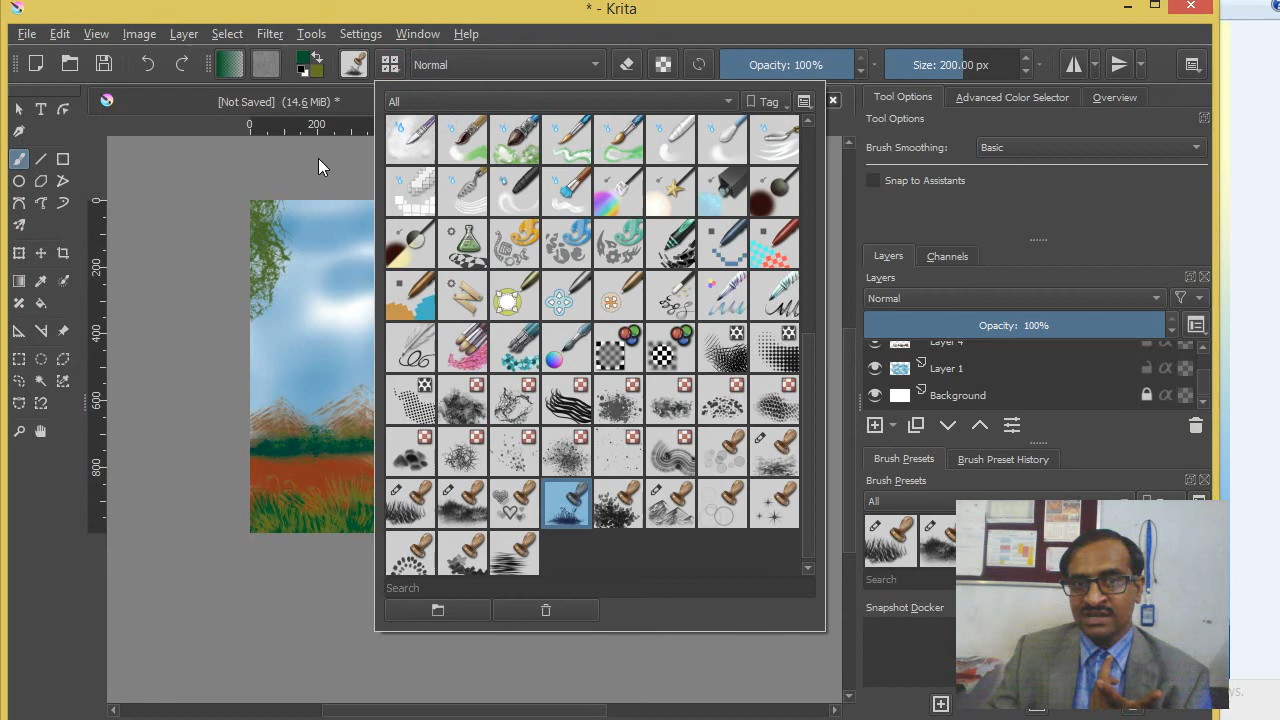 * - Krita
File Edit View Image Layer Select Filter Tools Settings Window Help
Normal
Opacity: 100%
Size: 200.00 px
[Not Saved] (14.6 MiB) *
All
Tag
Tool Options
Advanced Color Selector
Overview
Tool Options
Brush Smoothing:
Basic
Snap to Assistants
0
200
0
200
400
600
800
Layers
Channels
Layers
Normal
Opacity: 100%
Layer 4
Layer 1
Background
Brush Presets
Brush Preset History
Brush Presets
All
Search
Snapshot Docker
Search